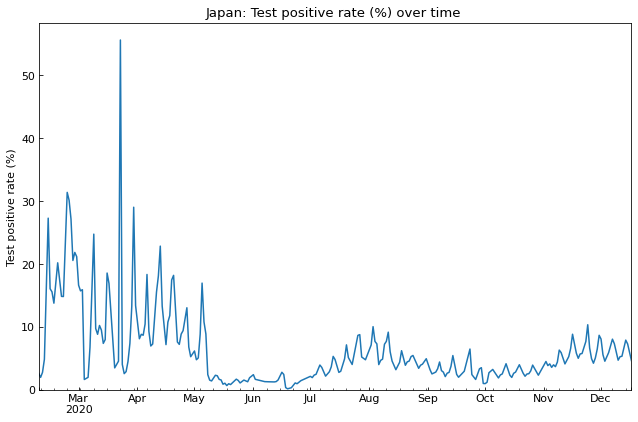 Japan: Test positive rate (%) over time
Test positive rate (%)
50
40
30
20
10
0
Mar Apr May Jun Jul Aug Sep Oct Nov Dec
2020